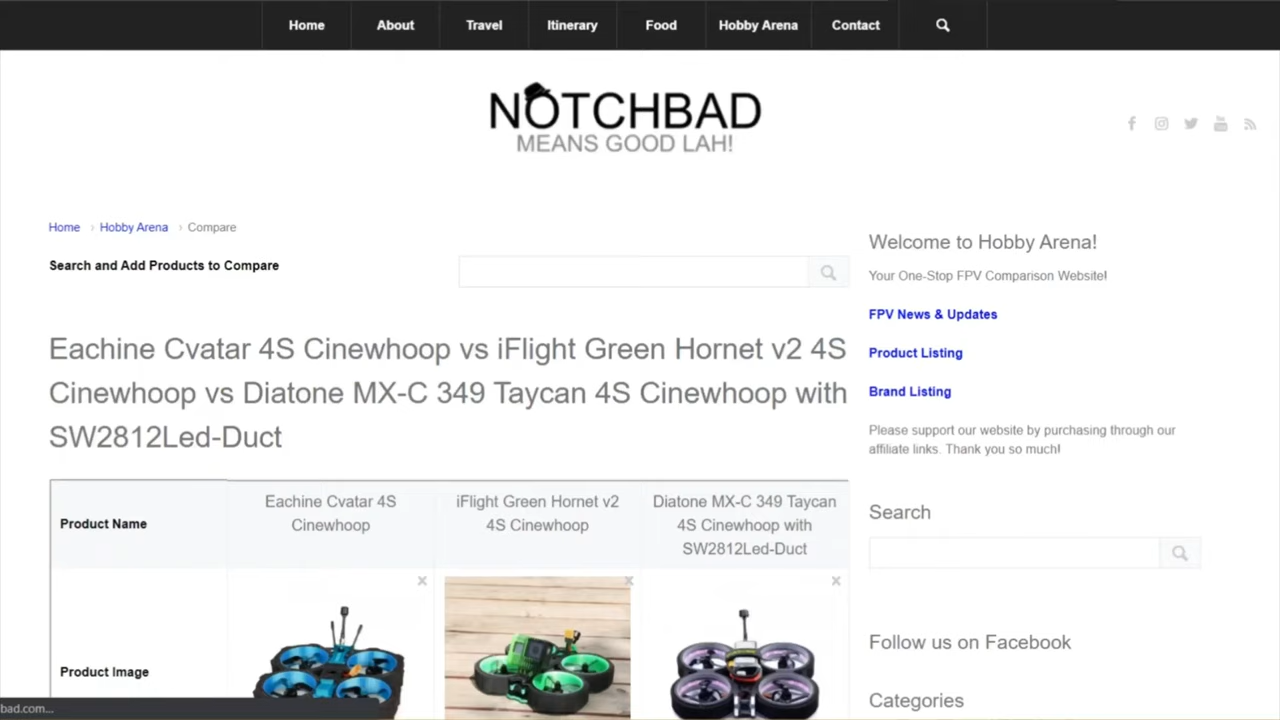 Home
About
Travel
Itinerary
Food
Hobby Arena
Contact
NOTCHBAD
MEANS GOOD LAH!
Home › Hobby Arena › Compare
Search and Add Products to Compare
Eachine Cvatar 4S Cinewhoop vs iFlight Green Hornet v2 4S
Cinewhoop vs Diatone MX-C 349 Taycan 4S Cinewhoop with
SW2812Led-Duct
Product Name
Eachine Cvatar 4S
Cinewhoop
iFlight Green Hornet v2
4S Cinewhoop
Diatone MX-C 349 Taycan
4S Cinewhoop with
SW2812Led-Duct
x
x
x
Product Image
Welcome to Hobby Arena!
Your One-Stop FPV Comparison Website!
FPV News & Updates
Product Listing
Brand Listing
Please support our website by purchasing through our
affiliate links. Thank you so much!
Search
Follow us on Facebook
Categories
bad.com...